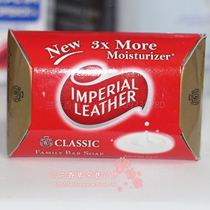 New 3x More
Moisturizer*
IMPERIAL
LEATHER
CLASSIC
FAMILY BAR SOAP